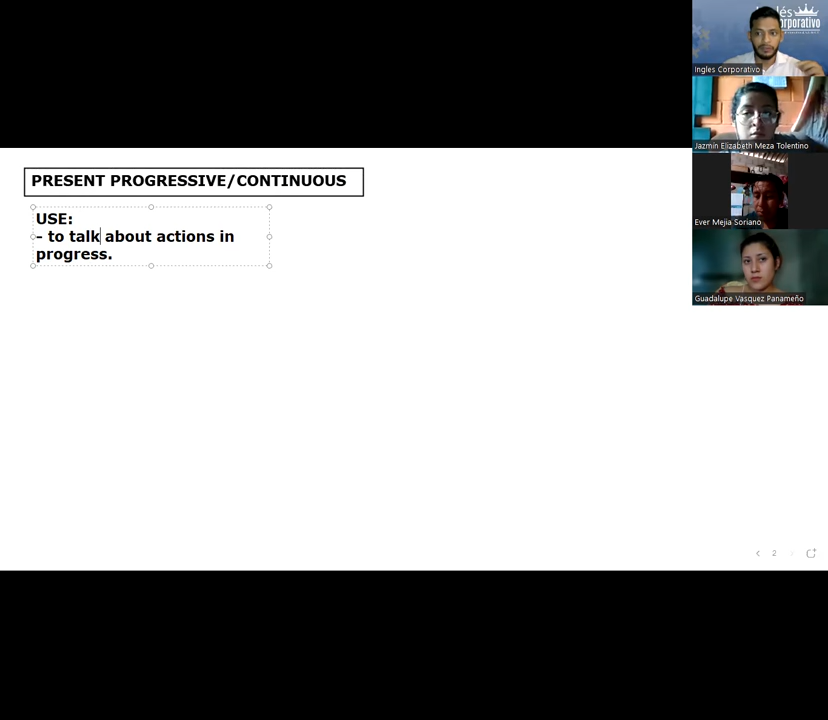 PRESENT PROGRESSIVE/CONTINUOUS
USE:
- to talk about actions in
progress.
2
Ingles Corporativo
Jazmín Elizabeth Meza Tolentino
Ever Mejia Soriano
Guadalupe Vasquez Panameño